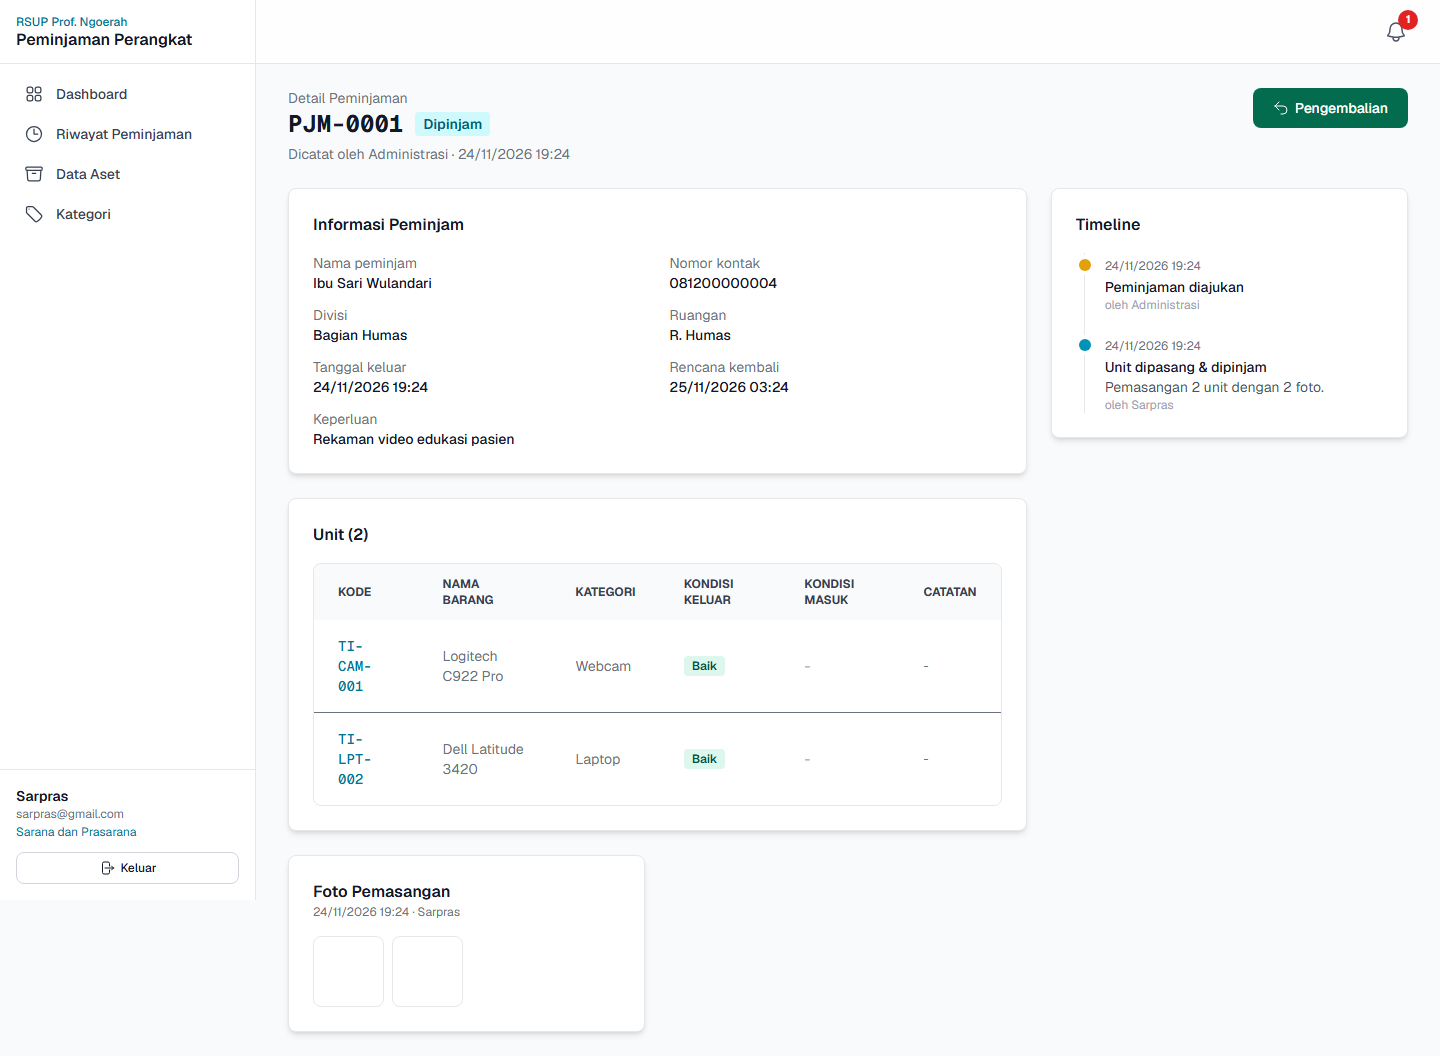 RSUP Prof. Ngoerah
Peminjaman Perangkat
1
Dashboard
Riwayat Peminjaman
Data Aset
Kategori
Sarpras
sarpras@gmail.com
Sarana dan Prasarana
Keluar
Detail Peminjaman
PJM-0001 Dipinjam
Dicatat oleh Administrasi · 24/11/2026 19:24
Pengembalian
Informasi Peminjam
Nama peminjam
Ibu Sari Wulandari
Nomor kontak
081200000004
Divisi
Bagian Humas
Ruangan
R. Humas
Tanggal keluar
24/11/2026 19:24
Rencana kembali
25/11/2026 03:24
Keperluan
Rekaman video edukasi pasien
Timeline
24/11/2026 19:24
Peminjaman diajukan
oleh Administrasi
24/11/2026 19:24
Unit dipasang & dipinjam
Pemasangan 2 unit dengan 2 foto.
oleh Sarpras
Unit (2)
KODE
NAMA
BARANG
KATEGORI
KONDISI
KELUAR
KONDISI
MASUK
CATATAN
TI-
CAM-
001
Logitech
C922 Pro
Webcam
Baik
-
-
TI-
LPT-
002
Dell Latitude
3420
Laptop
Baik
-
-
Foto Pemasangan
24/11/2026 19:24 · Sarpras